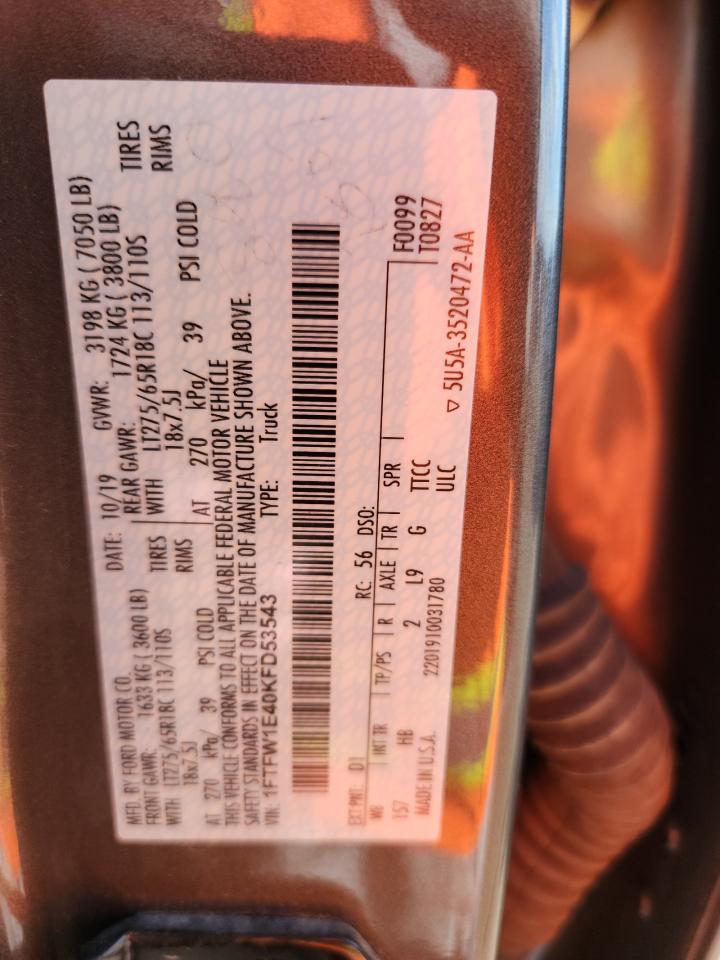 MFD. BY FORD MOTOR CO.
DATE: 10/19 GVWR: 3198 KG ( 7050 LB)
FRONT GAWR: 1633 KG ( 3600 LB)
REAR GAWR: 1724 KG ( 3800 LB)
WITH LT275/65R18C 113/110S TIRES
WITH LT275/65R18C 113/110S TIRES
18x7.5J RIMS
18x7.5J RIMS
AT 270 kPa/ 39 PSI COLD
AT 270 kPa/ 39 PSI COLD
THIS VEHICLE CONFORMS TO ALL APPLICABLE FEDERAL MOTOR VEHICLE
SAFETY STANDARDS IN EFFECT ON THE DATE OF MANUFACTURE SHOWN ABOVE.
VIN: 1FTFW1E40KFD53543 TYPE: Truck
EXT PNT: DJ RC: 56 DSO:
WB INT TR TP/PS R AXLE TR SPR F0099
157 HB 2 L9 G TTCC T0827
MADE IN U.S.A. 2201910031780 ULC
▽ 5U5A-3520472-AA